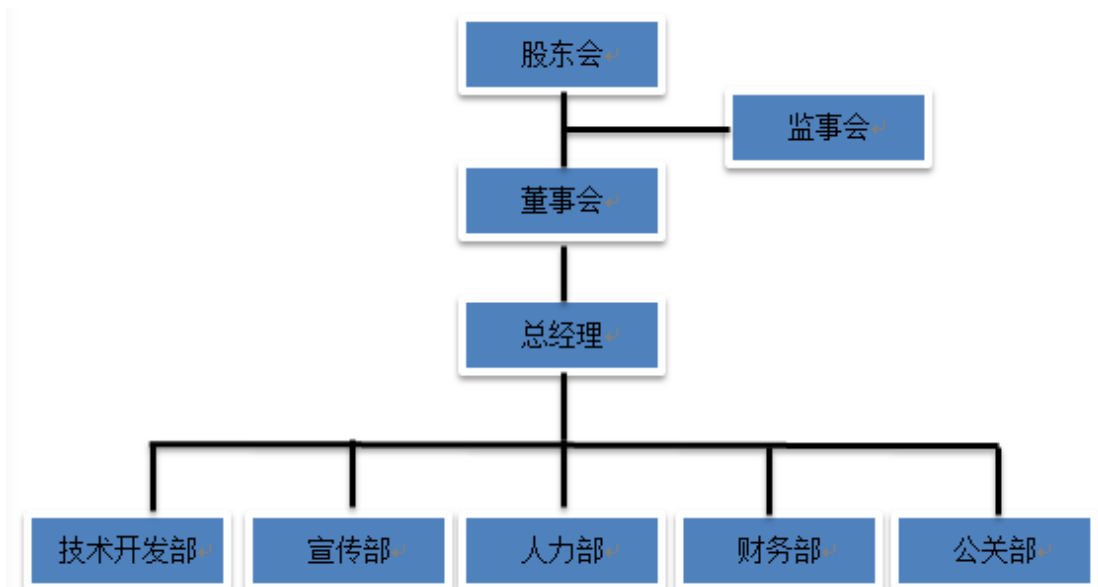 股东会
监事会
董事会
总经理
技术开发部
宣传部
人力部
财务部
公关部